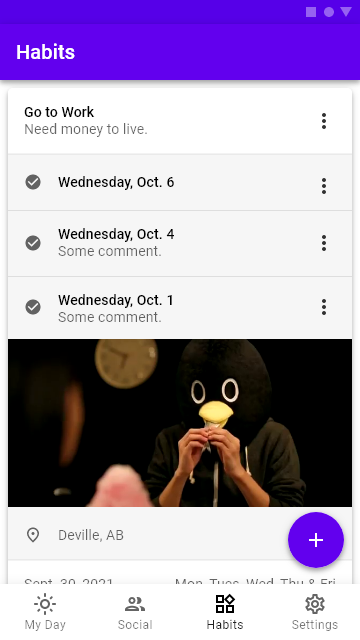 Habits
Go to Work
Need money to live.
Wednesday, Oct. 6
Wednesday, Oct. 4
Some comment.
Wednesday, Oct. 1
Some comment.
Deville, AB
Sept. 30, 2021 Mon, Tues, Wed, Thu & Fri
My Day Social Habits Settings